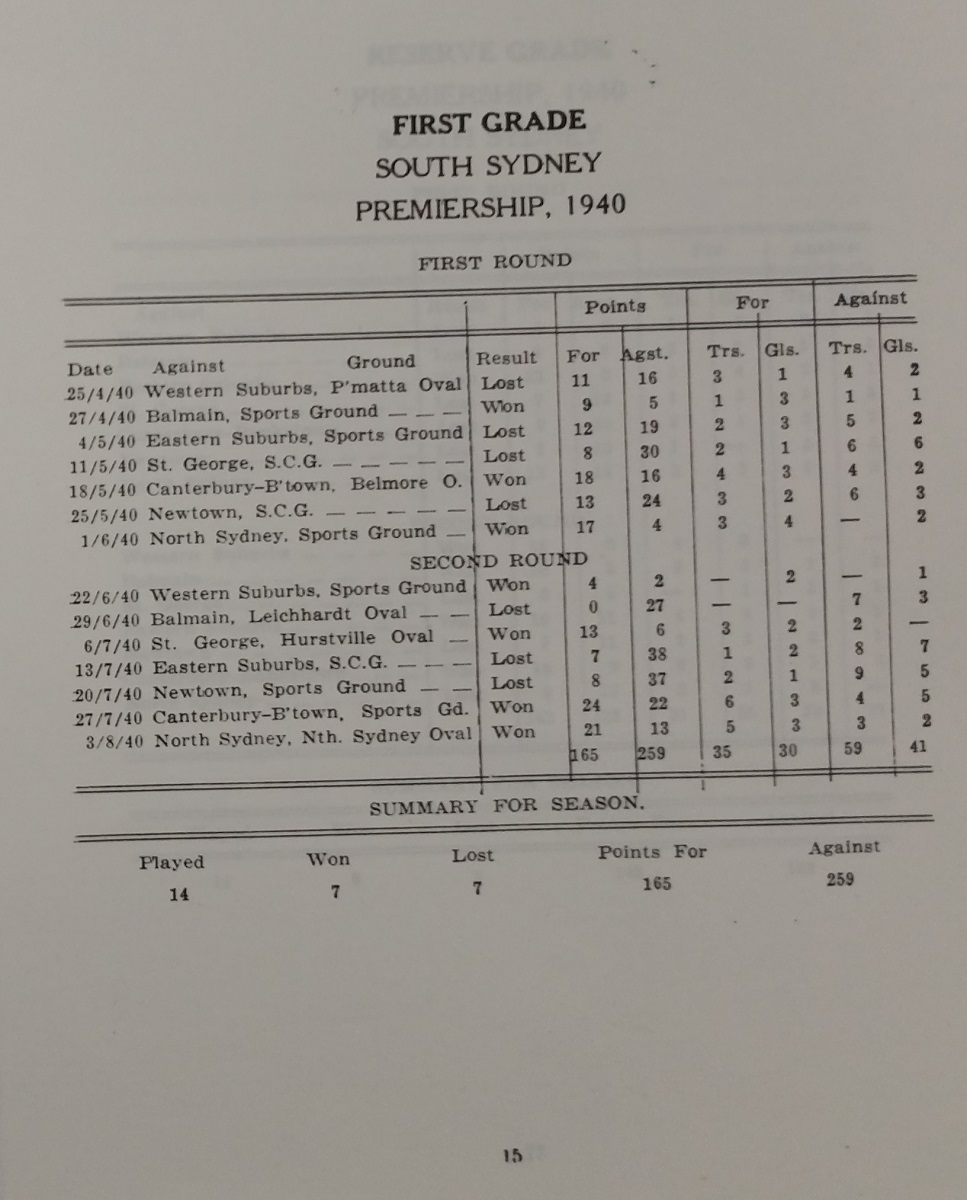 FIRST GRADE
SOUTH SYDNEY
PREMIERSHIP, 1940
FIRST ROUND
Points For Against
Date Against Ground Result For Agst. Trs. Gls. Trs. Gls.
25/4/40 Western Suburbs, P'matta Oval Lost 11 16 3 1 4 2
27/4/40 Balmain, Sports Ground — — — Won 9 5 1 3 1 1
4/5/40 Eastern Suburbs, Sports Ground Lost 12 19 2 3 5 2
11/5/40 St. George, S.C.G. — — — — — Lost 8 30 2 1 6 6
18/5/40 Canterbury-B'town, Belmore O. Won 18 16 4 3 4 2
25/5/40 Newtown, S.C.G. — — — — — Lost 13 24 3 2 6 3
1/6/40 North Sydney, Sports Ground — Won 17 4 3 4 — 2
SECOND ROUND
22/6/40 Western Suburbs, Sports Ground Won 4 2 — 2 — 1
29/6/40 Balmain, Leichhardt Oval — — Lost 0 27 — — 7 3
6/7/40 St. George, Hurstville Oval — Won 13 6 3 2 2 —
13/7/40 Eastern Suburbs, S.C.G. — — — Lost 7 38 1 2 8 7
20/7/40 Newtown, Sports Ground — — Lost 8 37 2 1 9 5
27/7/40 Canterbury-B'town, Sports Gd. Won 24 22 6 3 4 5
3/8/40 North Sydney, Nth. Sydney Oval Won 21 13 5 3 3 2
165 259 35 30 59 41
SUMMARY FOR SEASON.
Played Won Lost Points For Against
14 7 7 165 259
15